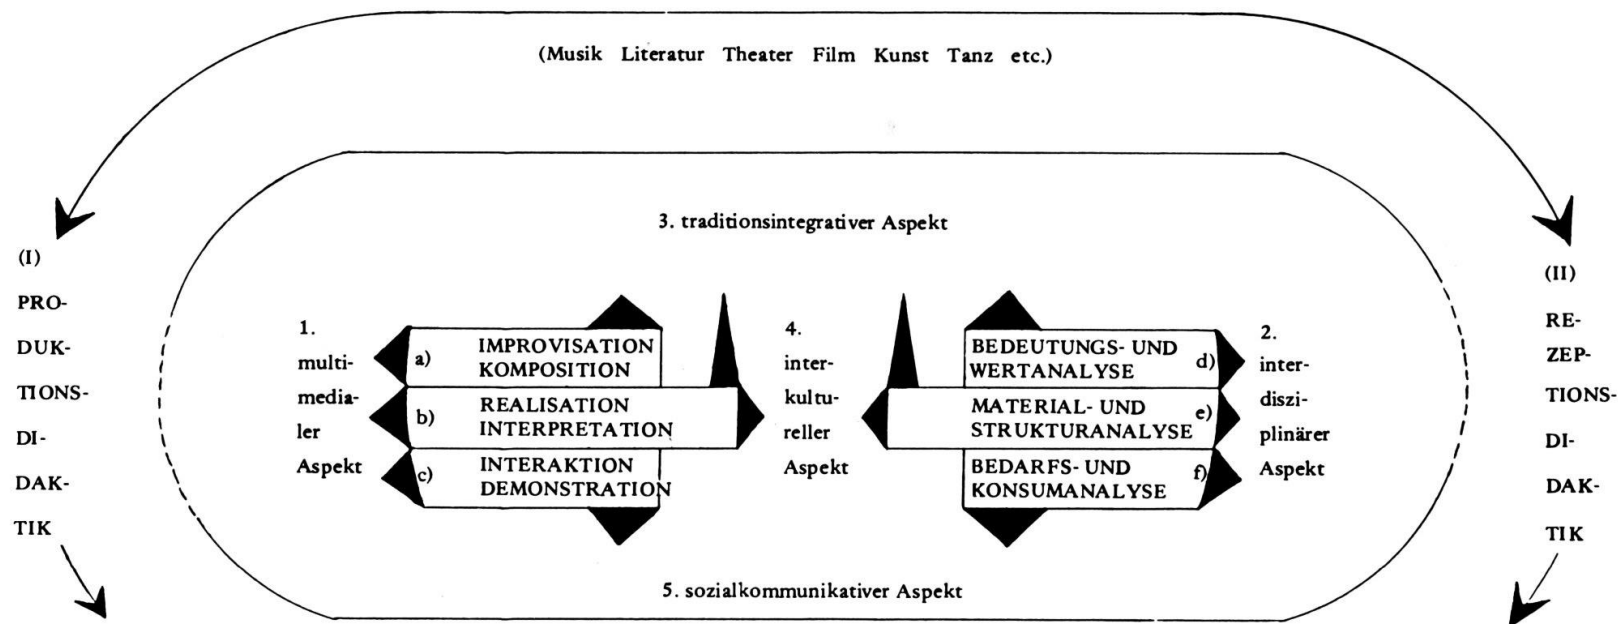 (Musik Literatur Theater Film Kunst Tanz etc.)
3. traditionsintegrativer Aspekt
(I)
PRO-
DUK-
TIONS-
DI-
DAK-
TIK
1.
multi-
media-
ler
Aspekt
a) IMPROVISATION
KOMPOSITION
b) REALISATION
INTERPRETATION
c) INTERAKTION
DEMONSTRATION
4.
inter-
kultu-
reller
Aspekt
BEDEUTUNGS- UND
WERTANALYSE d)
MATERIAL- UND
STRUKTURANALYSE e)
BEDARFS- UND
KONSUMANALYSE f)
2.
inter-
diszi-
plinärer
Aspekt
(II)
RE-
ZEP-
TIONS-
DI-
DAK-
TIK
5. sozialkommunikativer Aspekt